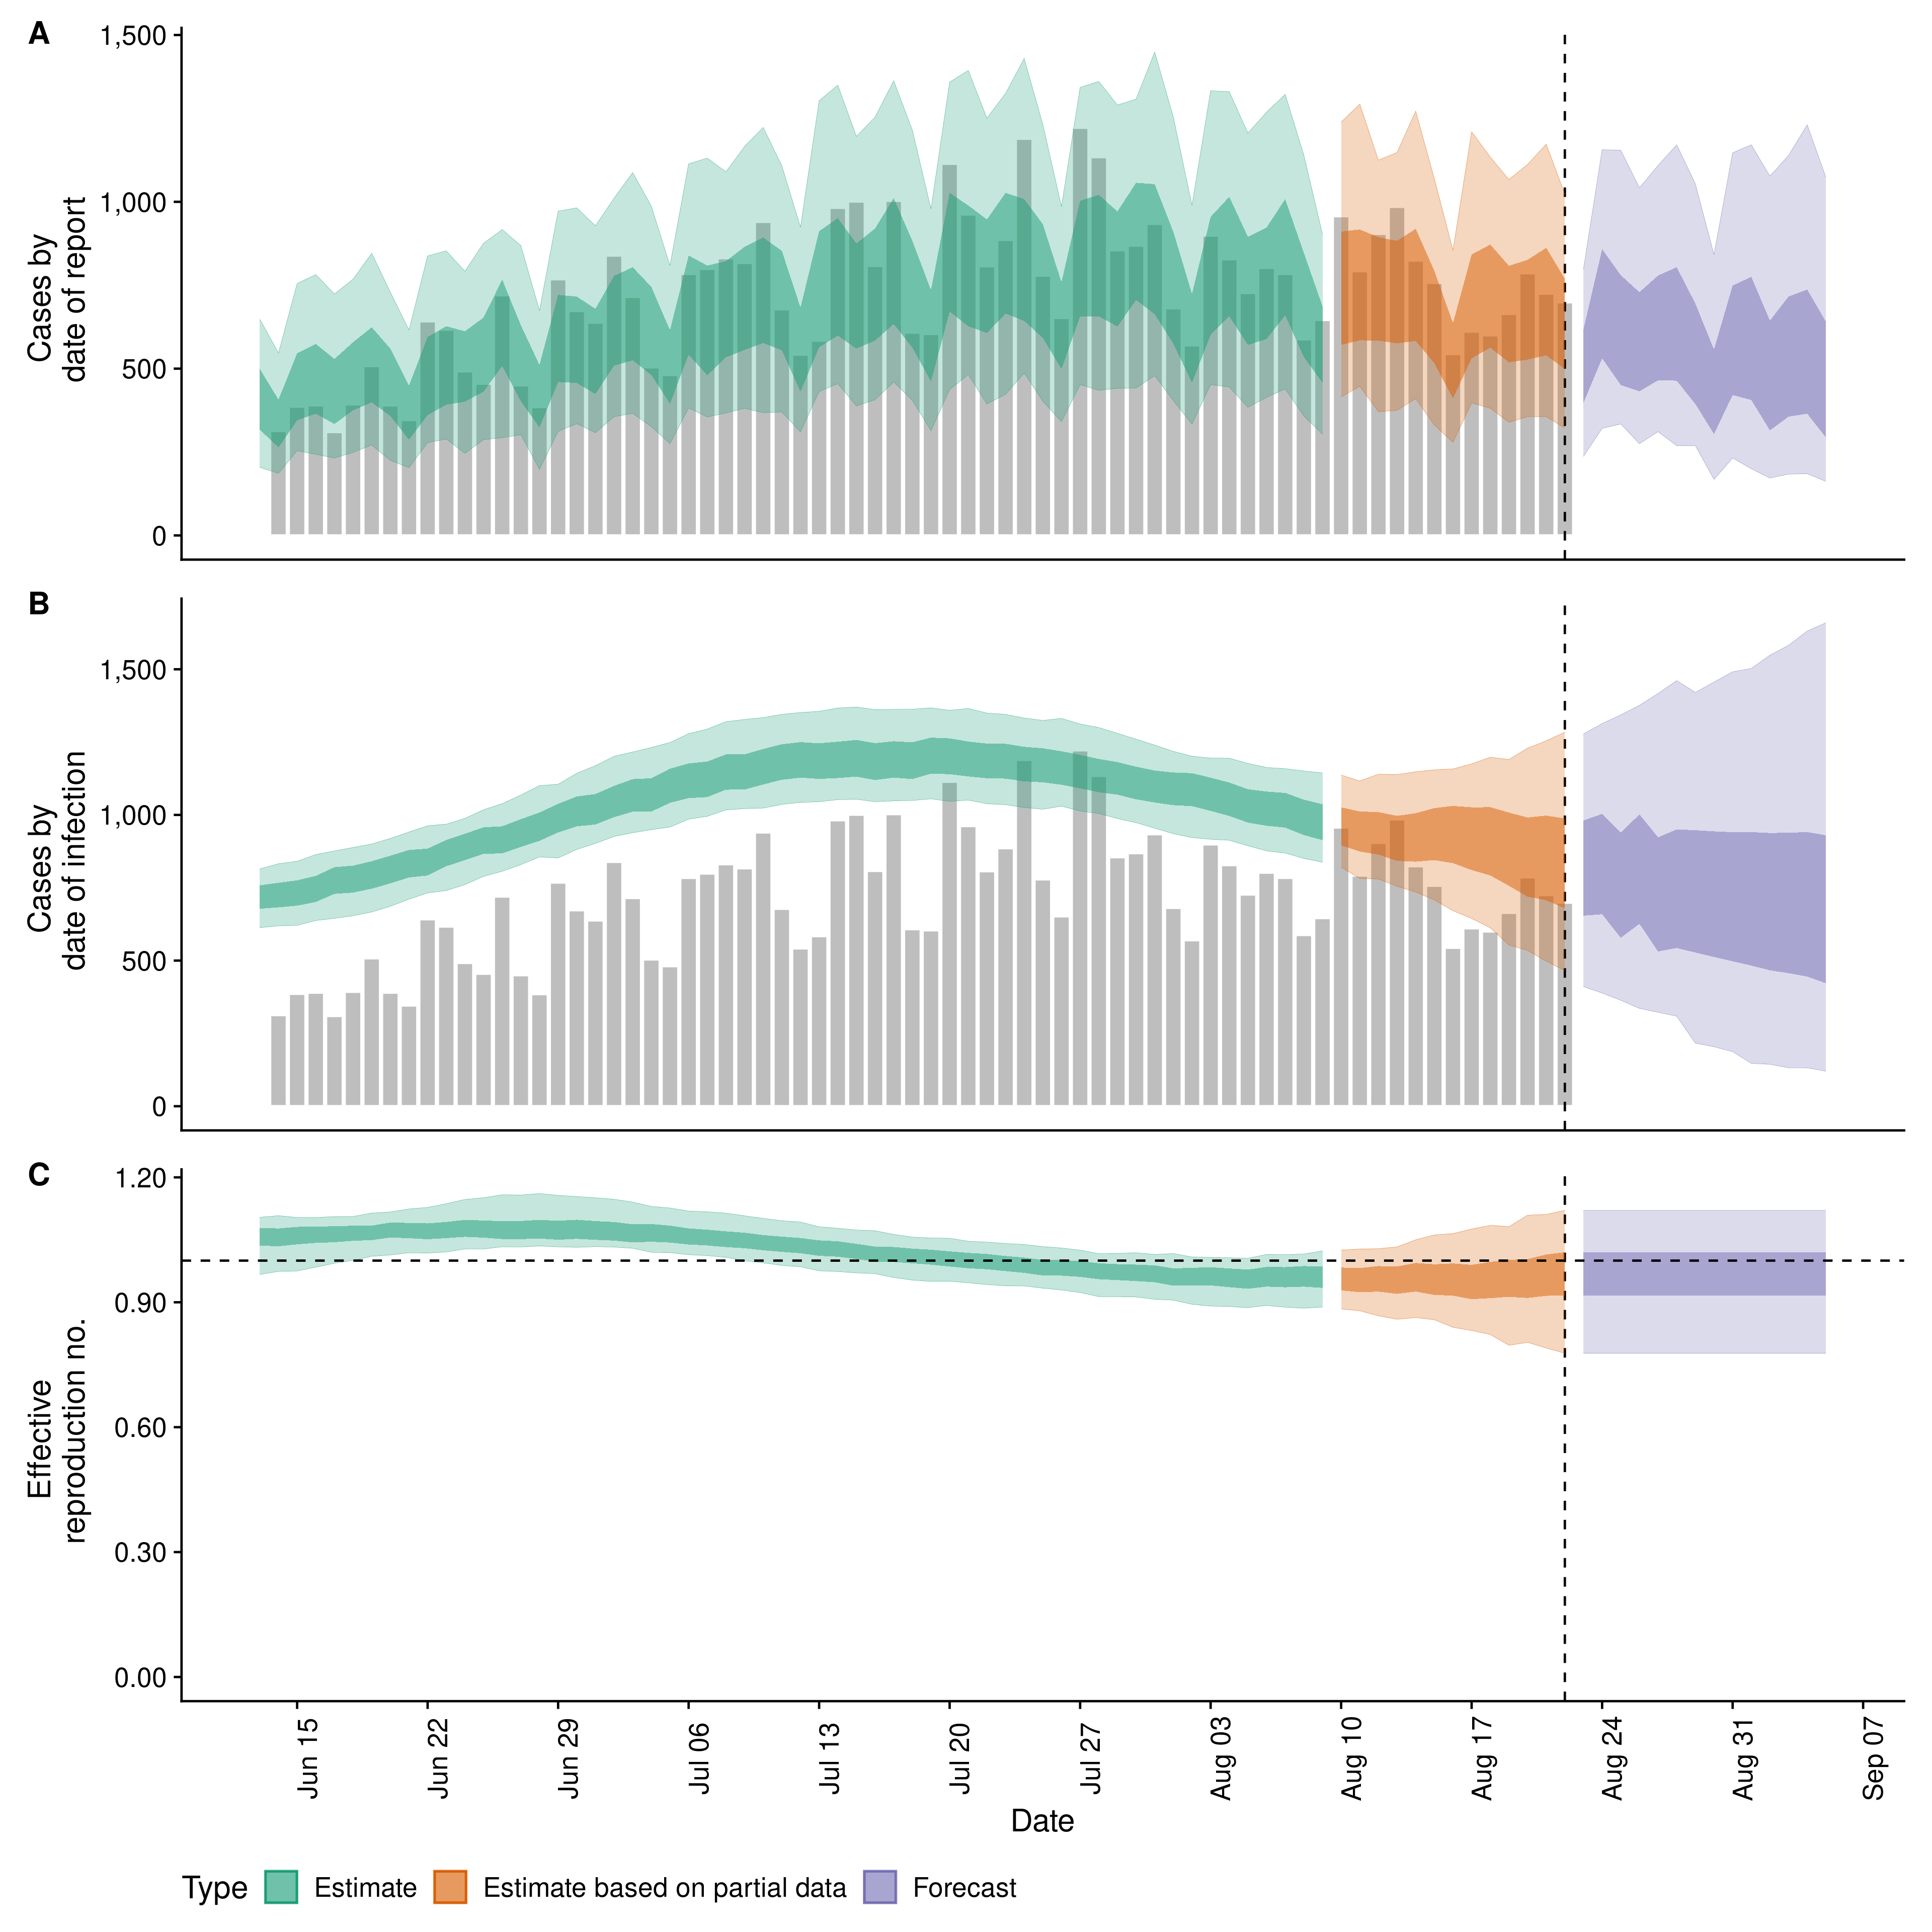 A
1,500
1,000
500
0
Cases by
date of report
B
1,500
1,000
500
0
Cases by
date of infection
C
1.20
0.90
0.60
0.30
0.00
Effective
reproduction no.
Jun 15
Jun 22
Jun 29
Jul 06
Jul 13
Jul 20
Jul 27
Aug 03
Aug 10
Aug 17
Aug 24
Aug 31
Sep 07
Date
Type Estimate Estimate based on partial data Forecast